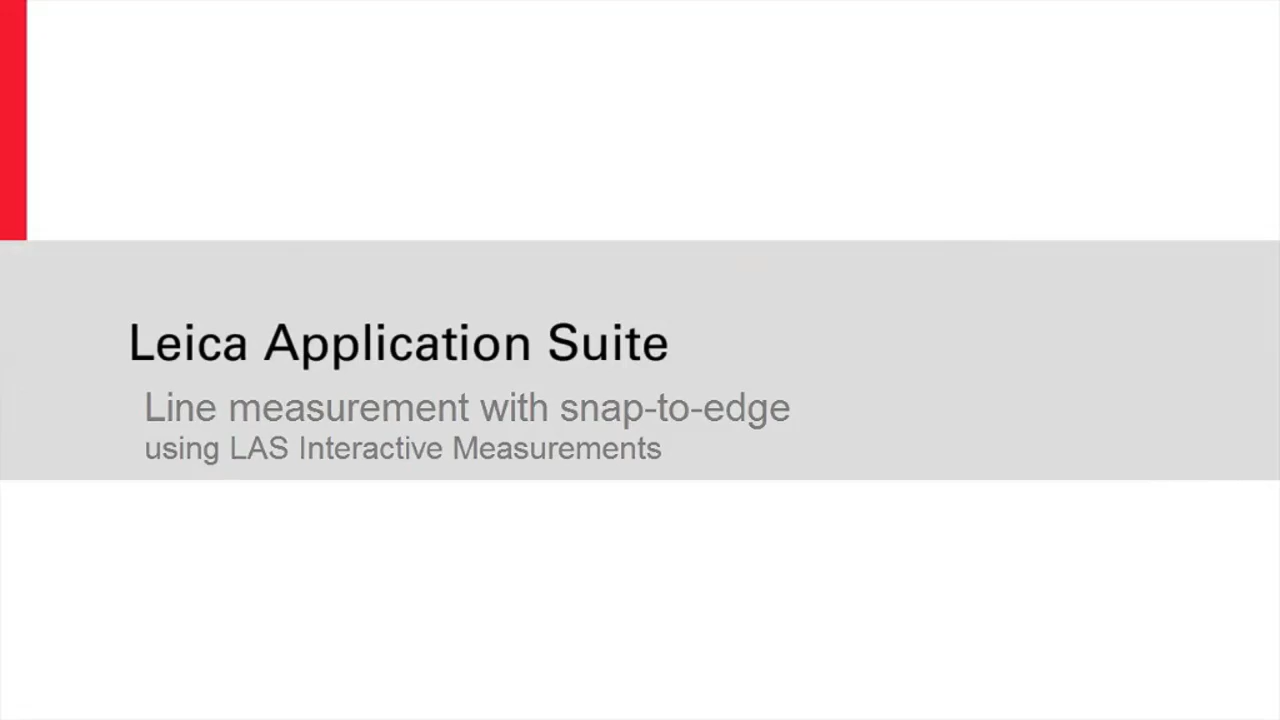 Leica Application Suite
Line measurement with snap-to-edge
using LAS Interactive Measurements